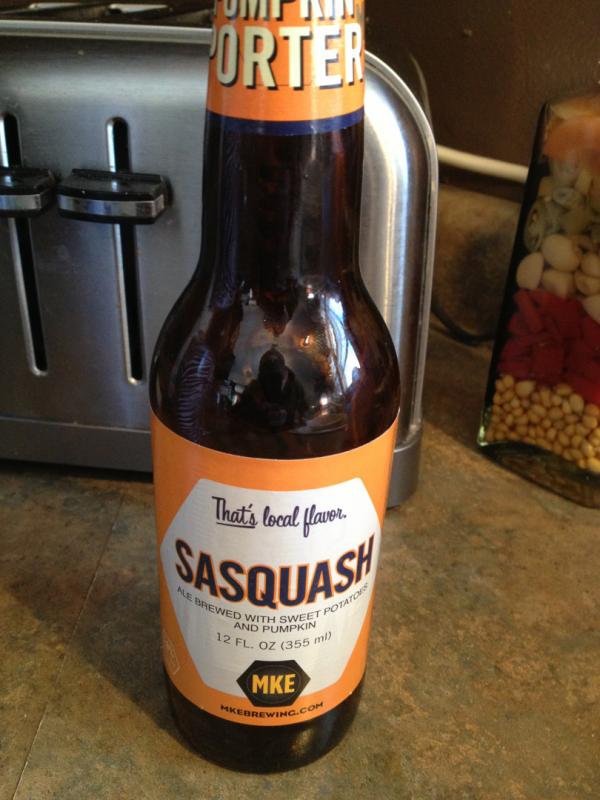 PUMPKIN
PORTER
That's local flavor.
SASQUASH
ALE BREWED WITH SWEET POTATOES
AND PUMPKIN
12 FL. OZ (355 ml)
MKE
MKEBREWING.COM